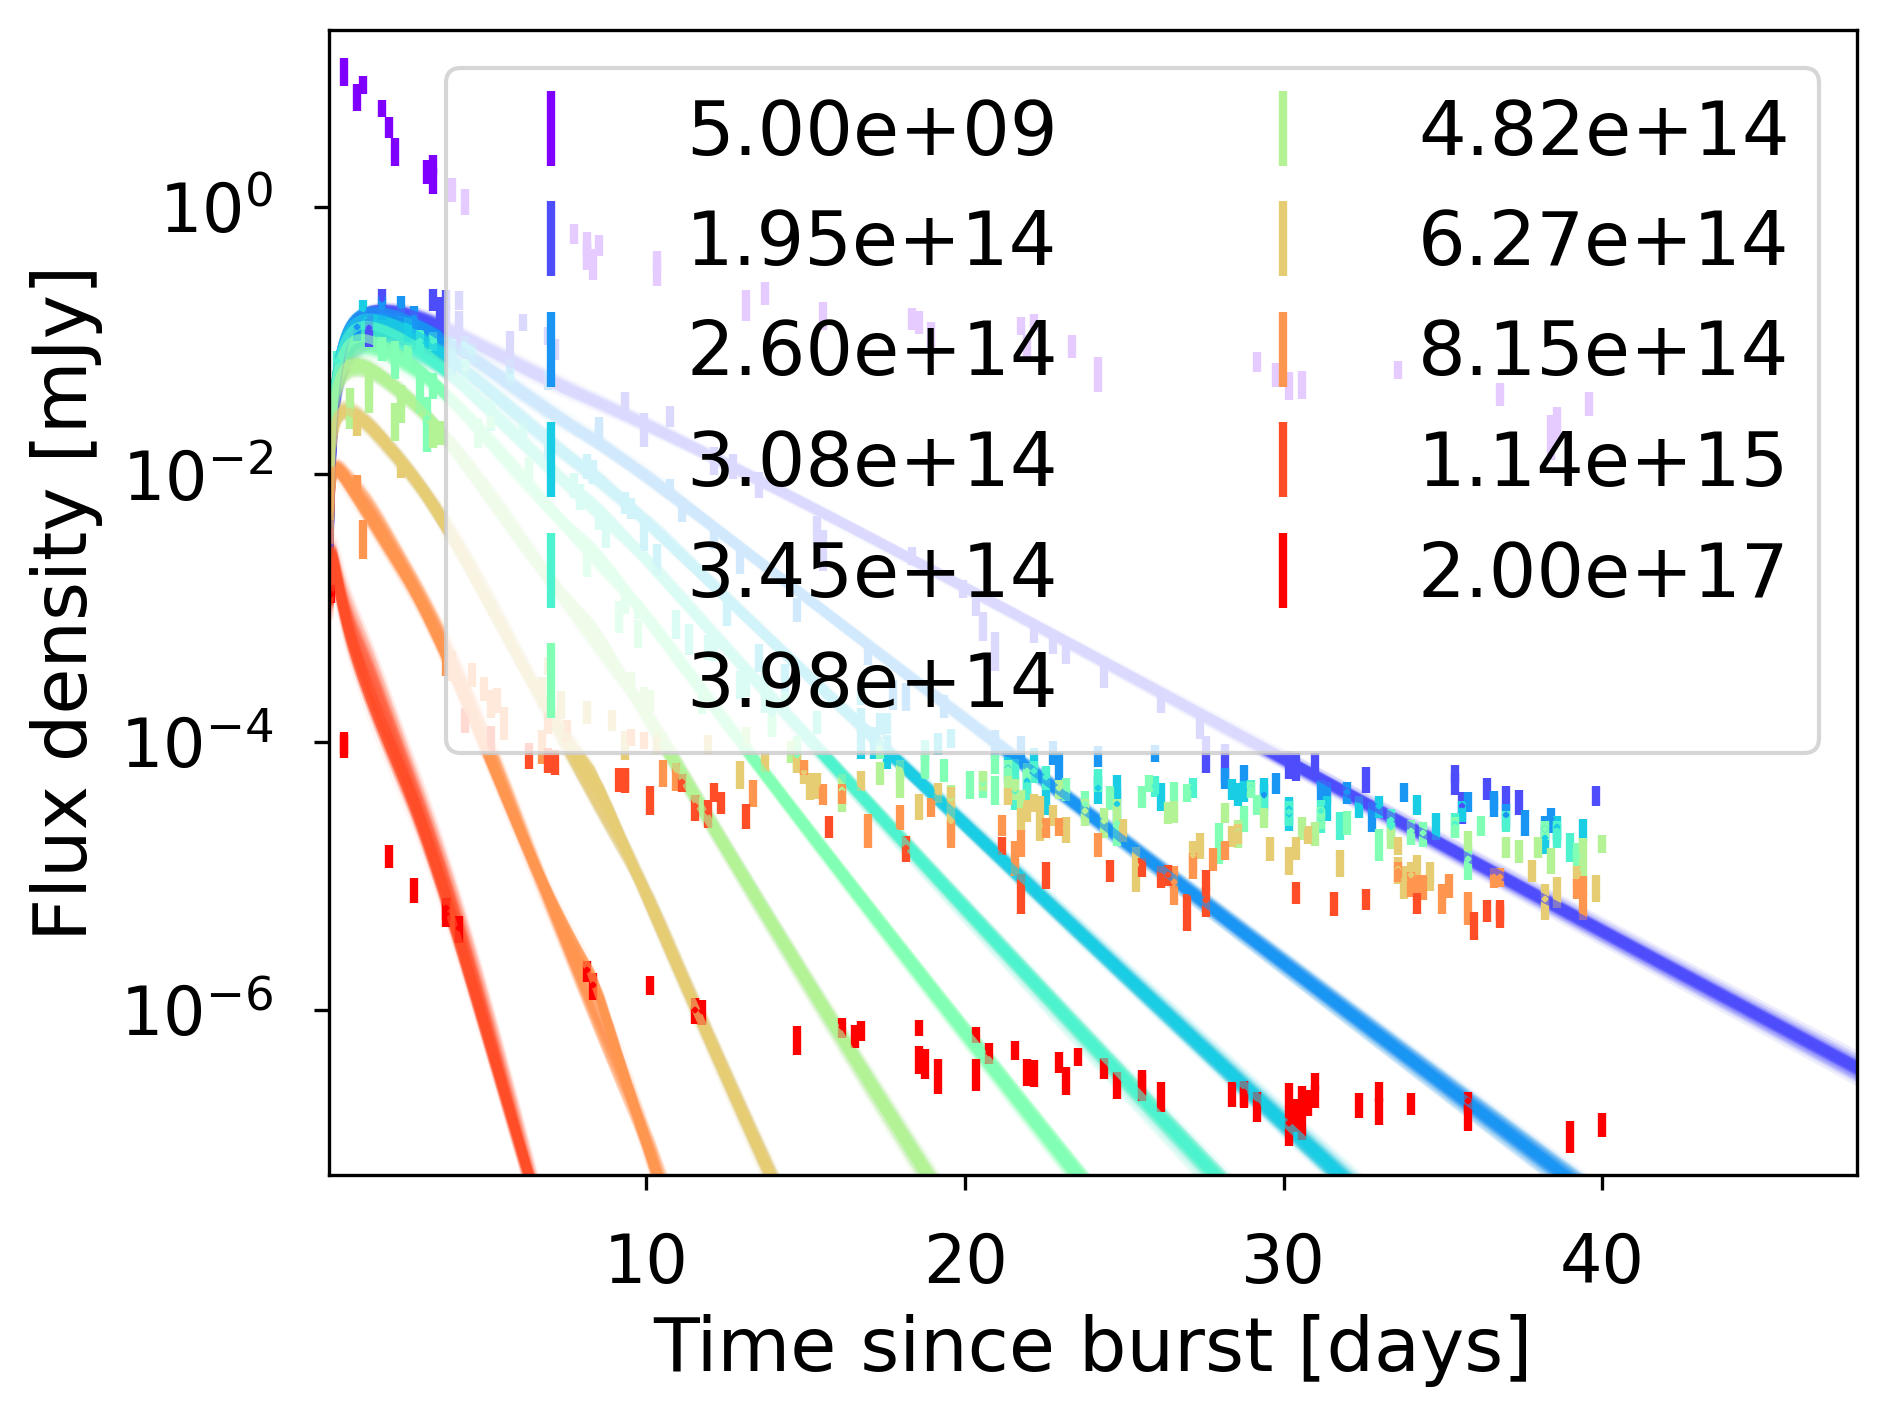 Flux density [mJy]
10⁰
10⁻²
10⁻⁴
10⁻⁶
5.00e+09
1.95e+14
2.60e+14
3.08e+14
3.45e+14
3.98e+14
4.82e+14
6.27e+14
8.15e+14
1.14e+15
2.00e+17
10 20 30 40
Time since burst [days]